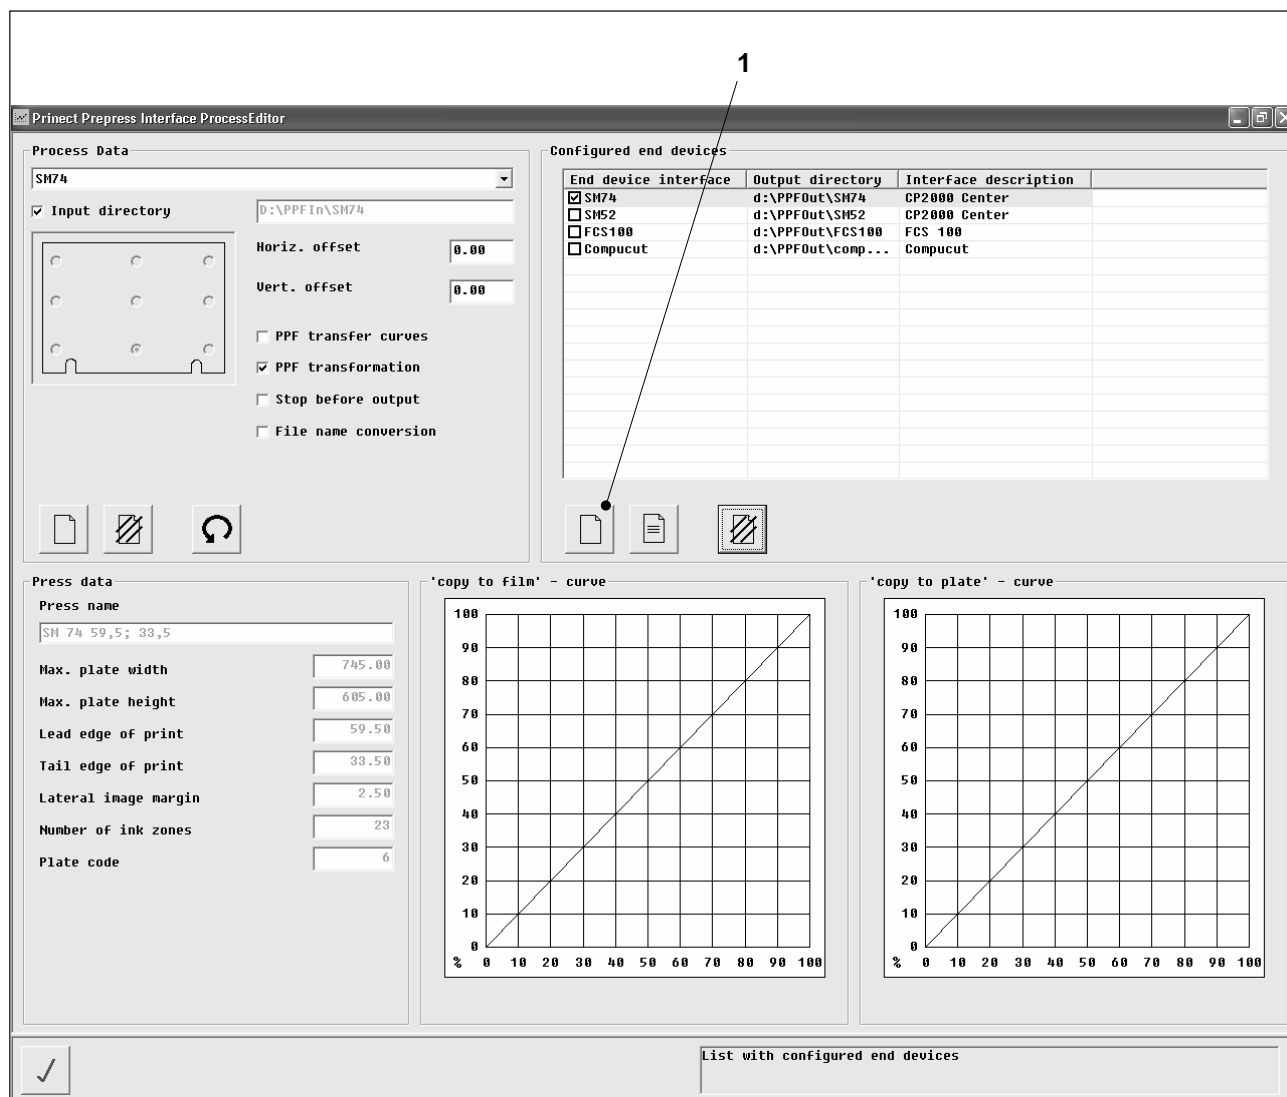 1
Prinect Prepress Interface ProcessEditor
Process Data
SM74
Input directory
D:\PPFIn\SM74
Horiz. offset
0.00
Vert. offset
0.00
PPF transfer curves
PPF transformation
Stop before output
File name conversion
Configured end devices
End device interface Output directory Interface description
SM74 d:\PPFOut\SM74 CP2000 Center
SM52 d:\PPFOut\SM52 CP2000 Center
FCS100 d:\PPFOut\FCS100 FCS 100
Compucut d:\PPFOut\comp... Compucut
Press data
Press name
SM 74 59,5; 33,5
Max. plate width 745.00
Max. plate height 605.00
Lead edge of print 59.50
Tail edge of print 33.50
Lateral image margin 2.50
Number of ink zones 23
Plate code 6
'copy to film' - curve
100
90
80
70
60
50
40
30
20
10
0
% 0 10 20 30 40 50 60 70 80 90 100
'copy to plate' - curve
100
90
80
70
60
50
40
30
20
10
0
% 0 10 20 30 40 50 60 70 80 90 100
List with configured end devices